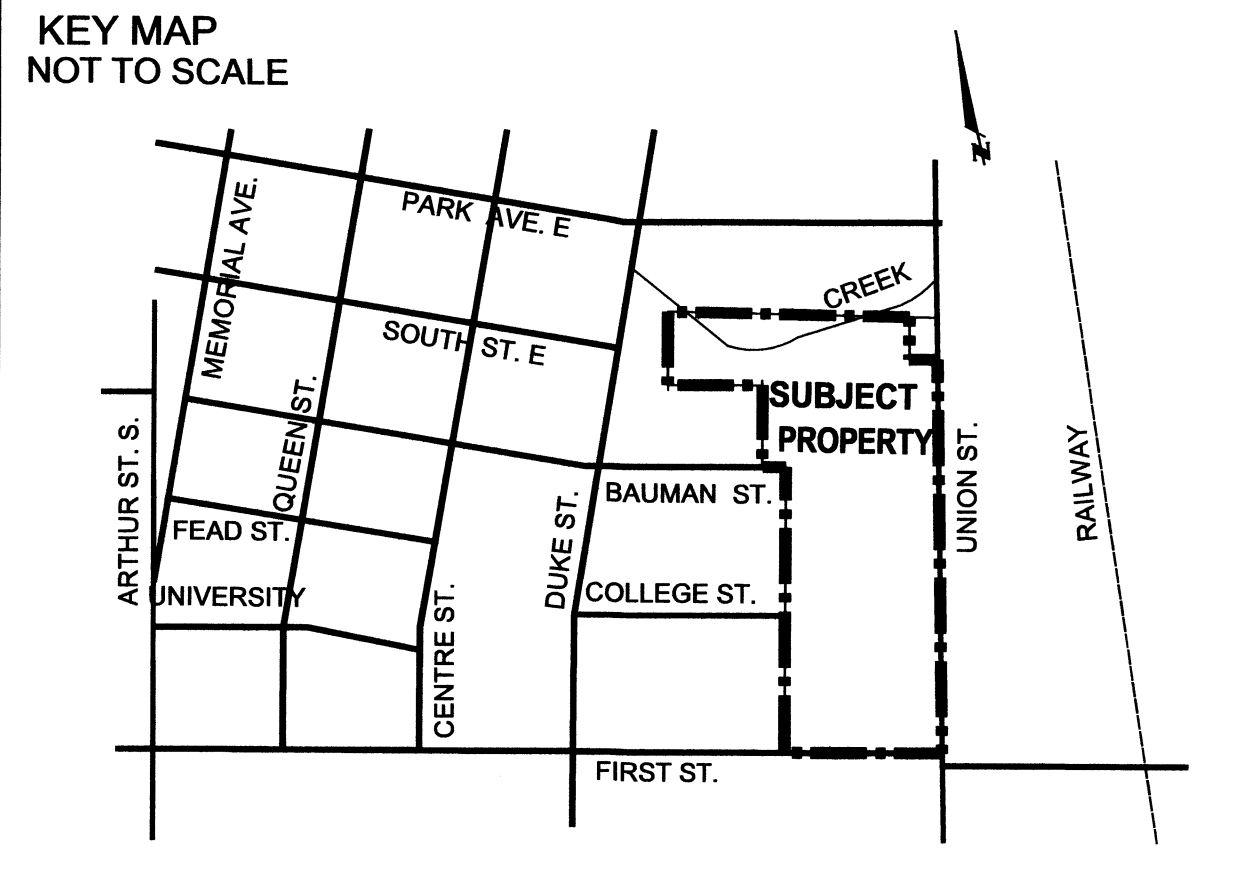 KEY MAP
NOT TO SCALE
N
MEMORIAL AVE.
PARK AVE. E
CREEK
SOUTH ST. E
SUBJECT
PROPERTY
QUEEN ST.
ARTHUR ST. S.
UNION ST.
RAILWAY
BAUMAN ST.
FEAD ST.
DUKE ST.
UNIVERSITY
COLLEGE ST.
CENTRE ST.
FIRST ST.